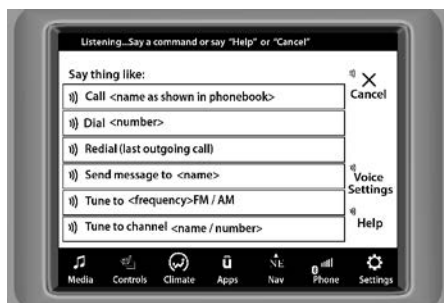 Listening...Say a command or say "Help" or "Cancel"
Say thing like:
Call <name as shown in phonebook>
Dial <number>
Redial (last outgoing call)
Send message to <name>
Tune to <frequency>FM / AM
Tune to channel <name / number>
Cancel
Voice
Settings
Help
NE
Media Controls Climate Apps Nav Phone Settings